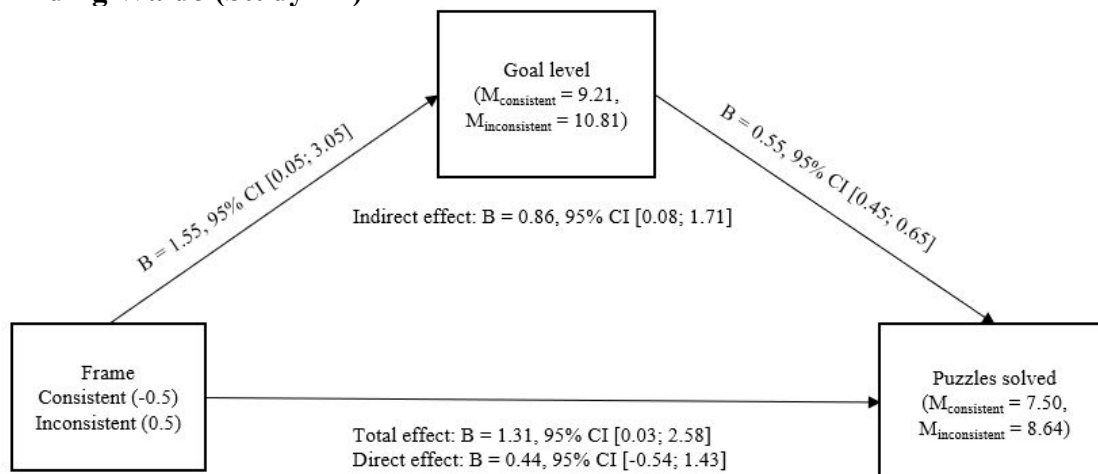 Goal level
(Mconsistent = 9.21,
Minconsistent = 10.81)
B = 1.55, 95% CI [0.05; 3.05]
B = 0.55, 95% CI [0.45; 0.65]
Indirect effect: B = 0.86, 95% CI [0.08; 1.71]
Frame
Consistent (-0.5)
Inconsistent (0.5)
Puzzles solved
(Mconsistent = 7.50,
Minconsistent = 8.64)
Total effect: B = 1.31, 95% CI [0.03; 2.58]
Direct effect: B = 0.44, 95% CI [-0.54; 1.43]